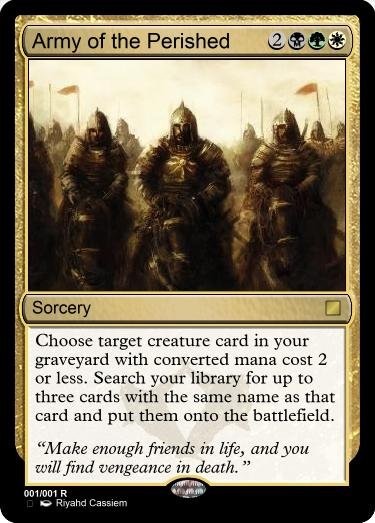 Army of the Perished 2
Sorcery
Choose target creature card in your
graveyard with converted mana cost 2
or less. Search your library for up to
three cards with the same name as that
card and put them onto the battlefield.
“Make enough friends in life, and you
will find vengeance in death.”
001/001 R
Riyahd Cassiem